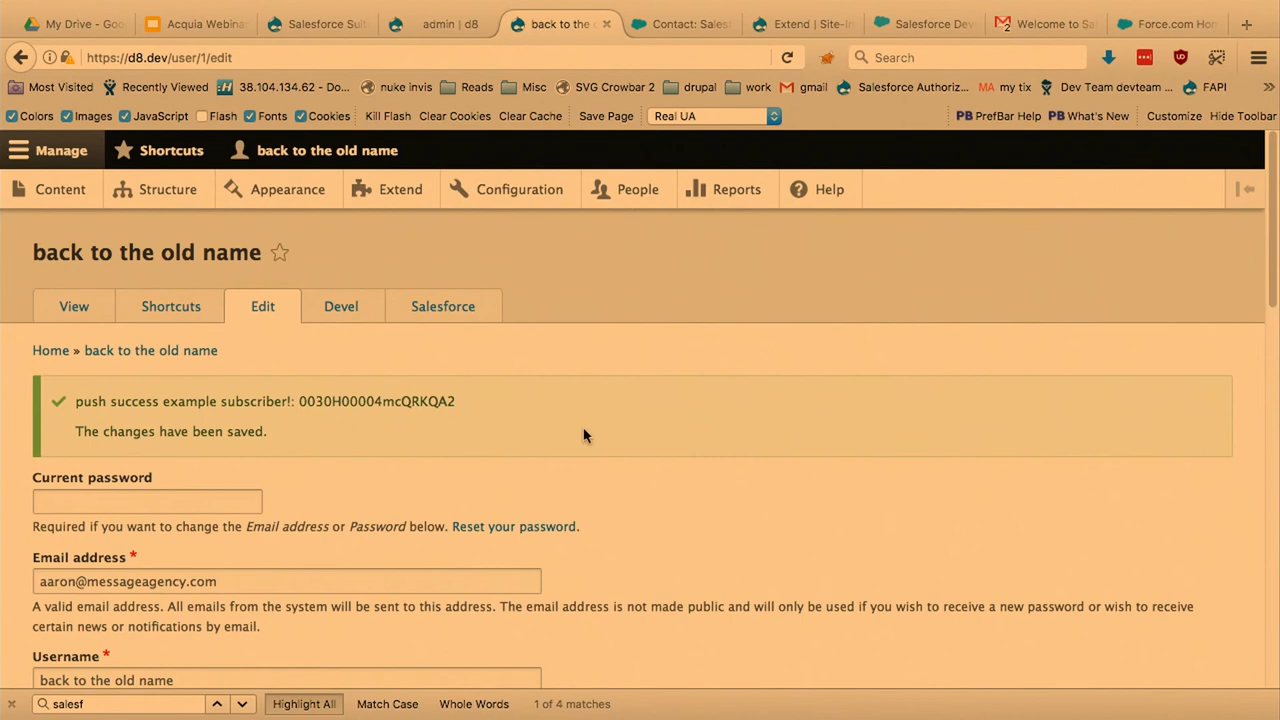 My Drive - Goo
Acquia Webina
Salesforce Suit
admin | d8
back to the o
Contact: Sales
Extend | Site-In
Salesforce Dev
2 Welcome to Sa
Force.com Hom
https://d8.dev/user/1/edit
Search
Most Visited
Recently Viewed
38.104.134.62 - Do...
nuke invis
Reads
Misc
SVG Crowbar 2
drupal
work
gmail
Salesforce Authoriz...
MA my tix
Dev Team devteam ...
FAPI
Colors Images JavaScript Flash Fonts Cookies Kill Flash Clear Cookies Clear Cache Save Page Real UA PB PrefBar Help PB What's New Customize Hide Toolbar
Manage Shortcuts back to the old name
Content Structure Appearance Extend Configuration People Reports Help
back to the old name
View Shortcuts Edit Devel Salesforce
Home » back to the old name
push success example subscriber!: 0030H00004mcQRKQA2
The changes have been saved.
Current password
Required if you want to change the Email address or Password below. Reset your password.
Email address *
aaron@messageagency.com
A valid email address. All emails from the system will be sent to this address. The email address is not made public and will only be used if you wish to receive a new password or wish to receive
certain news or notifications by email.
Username *
back to the old name
salesf Highlight All Match Case Whole Words 1 of 4 matches